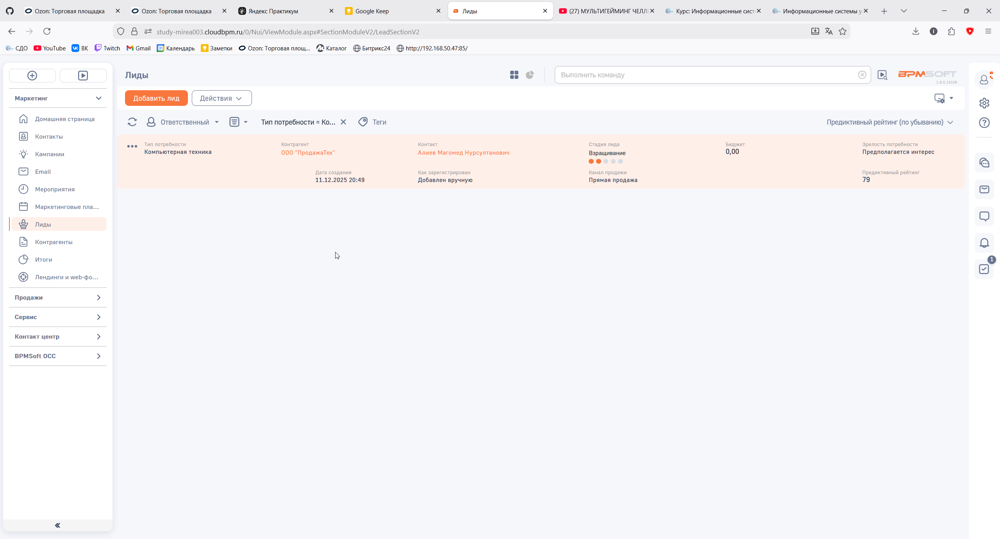 Ozon: Торговая площадка
Ozon: Торговая площадка
Яндекс Практикум
Google Keep
Лиды
(27) МУЛЬТИГЕЙМИНГ ЧЕЛЛЕ
Курс: Информационные сист
Информационные системы у
study-mirea003.cloudbpm.ru/0/Nui/ViewModule.aspx#SectionModuleV2/LeadSectionV2
СДО
YouTube
ВК
Twitch
Gmail
31
Календарь
Заметки
Ozon: Торговая площ...
Каталог
Битрикс24
http://192.168.50.47:85/
Лиды
Выполнить команду
BPMSOFT
1.8.0.19108
Маркетинг
Домашняя страница
Контакты
Кампании
Email
Мероприятия
Маркетинговые пла...
Лиды
Контрагенты
Итоги
Лендинги и web-фо...
Продажи
Сервис
Контакт центр
BPMSoft ОСС
Добавить лид
Действия
Ответственный
Тип потребности = Ко...
Теги
Предиктивный рейтинг (по убыванию)
Тип потребности
Компьютерная техника
Контрагент
ООО "ПродажаТех"
Контакт
Алиев Магомед Нурсултанович
Стадия лида
Взращивание
Бюджет
0,00
Зрелость потребности
Предполагается интерес
Дата создания
11.12.2025 20:49
Как зарегистрирован
Добавлен вручную
Канал продажи
Прямая продажа
Предиктивный рейтинг
79
1